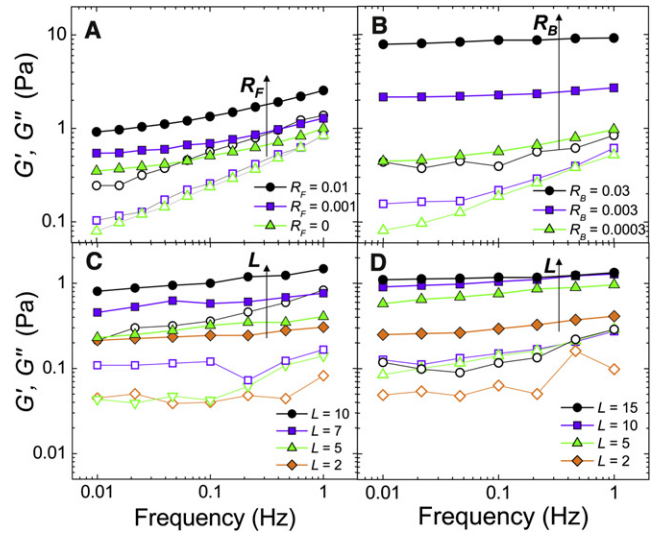 A
B
10
1
0.1
G', G'' (Pa)
R_F
R_F = 0.01
R_F = 0.001
R_F = 0
R_B
R_B = 0.03
R_B = 0.003
R_B = 0.0003
C
D
1
0.1
0.01
G', G'' (Pa)
L
L = 10
L = 7
L = 5
L = 2
L
L = 15
L = 10
L = 5
L = 2
0.01 0.1 1
0.01 0.1 1
Frequency (Hz)
Frequency (Hz)